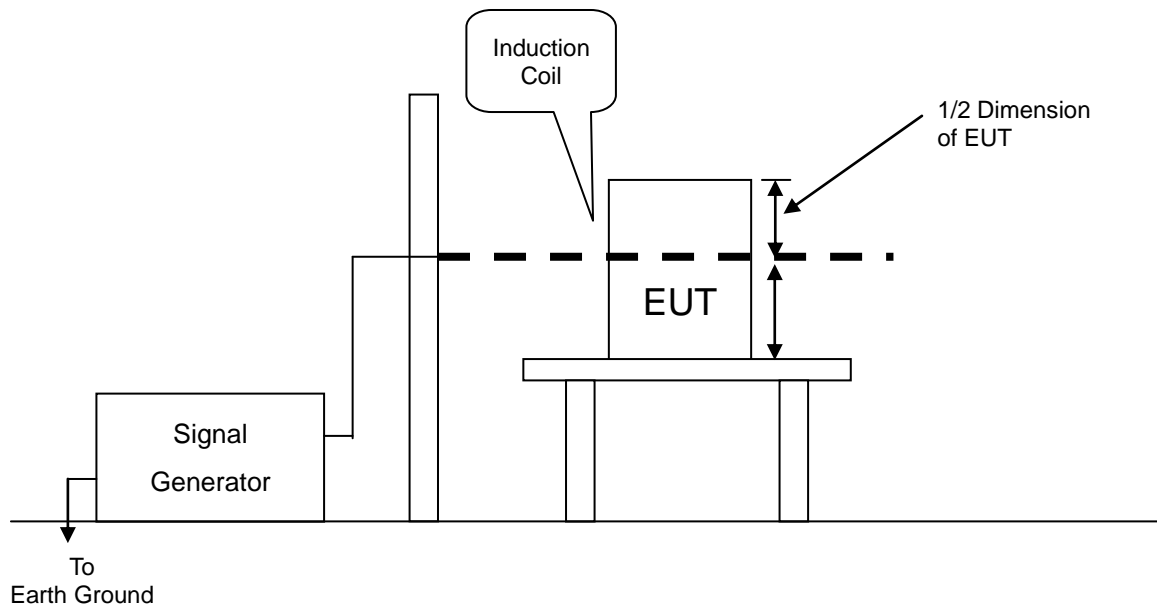 Induction
Coil
1/2 Dimension
of EUT
EUT
Signal
Generator
To
Earth Ground